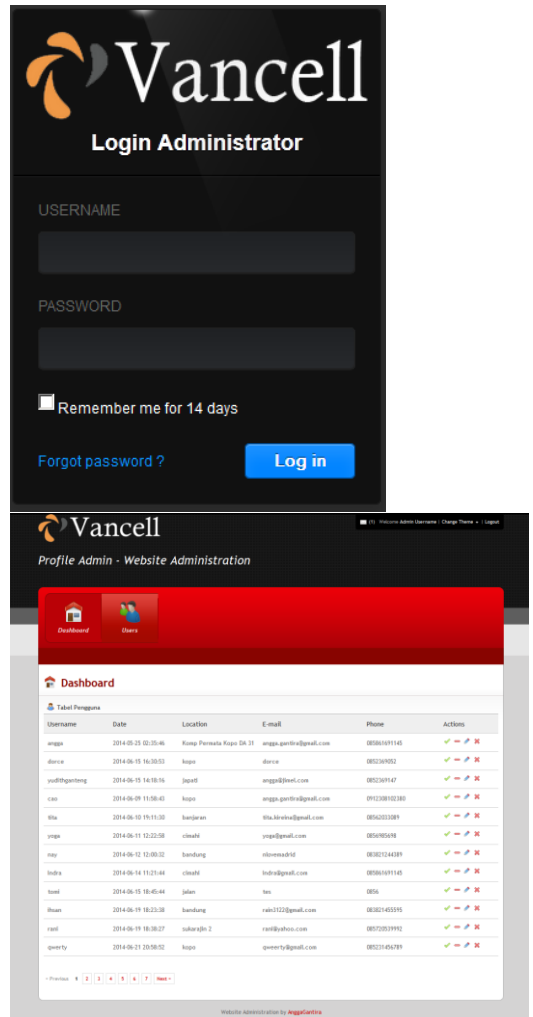 Vancell
Login Administrator
USERNAME
PASSWORD
Remember me for 14 days
Forgot password ?
Log in
Vancell
(1) Welcome Admin Username | Change Theme | Logout
Profile Admin - Website Administration
Dashboard Users
Dashboard
Tabel Pengguna
Username Date Location E-mail Phone Actions
angga 2014-05-25 02:35:46 Komp Permata Kopo DA 31 angga.gantira@gmail.com 085861691145
dorce 2014-06-15 16:30:53 kopo dorce 0852369052
yodithganteng 2014-06-15 14:18:16 japati angga@jiwel.com 0852369147
cao 2014-06-09 11:58:43 kopo angga.gantira@gmail.com 0912308102380
tita 2014-06-10 19:11:35 banjaran tita.kireina@gmail.com 08562033089
yoga 2014-06-11 12:22:58 cimahi yoga@gmail.com 0856985698
nay 2014-06-12 12:00:32 bandung niovemadrid 083821244389
indra 2014-06-14 11:21:44 cimahi indra@gmail.com 085861691145
tomi 2014-06-15 18:45:44 jalan tes 0856
ihsan 2014-06-19 18:23:38 bandung rain3122@gmail.com 083821455595
rani 2014-06-19 18:38:27 sukarajin 2 rani@yahoo.com 085720539992
qwerty 2014-06-21 20:58:52 kopo qweerty@gmail.com 085231456789
« Previous 1 2 3 4 5 6 7 Next »
Website Administration by AnggaGantira